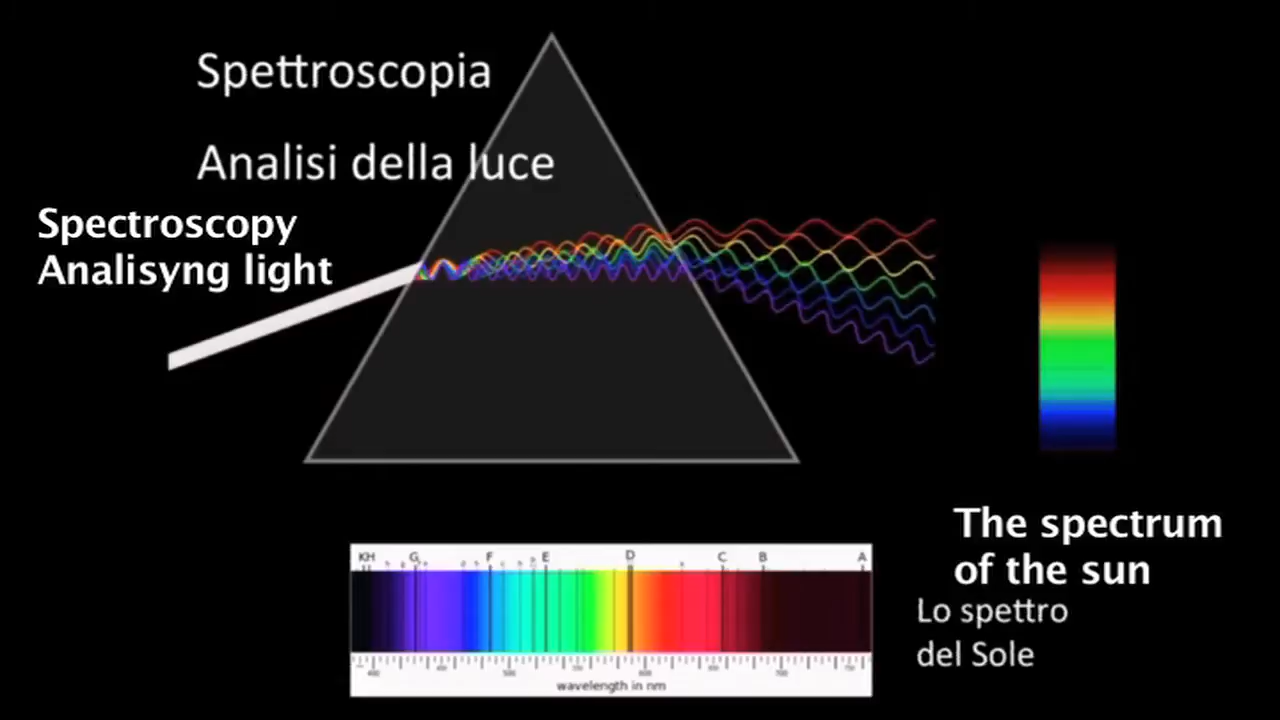 Spettroscopia
Analisi della luce
Spectroscopy
Analisyng light
The spectrum
of the sun
Lo spettro
del Sole
KH G F E D C B A
wavelength in nm